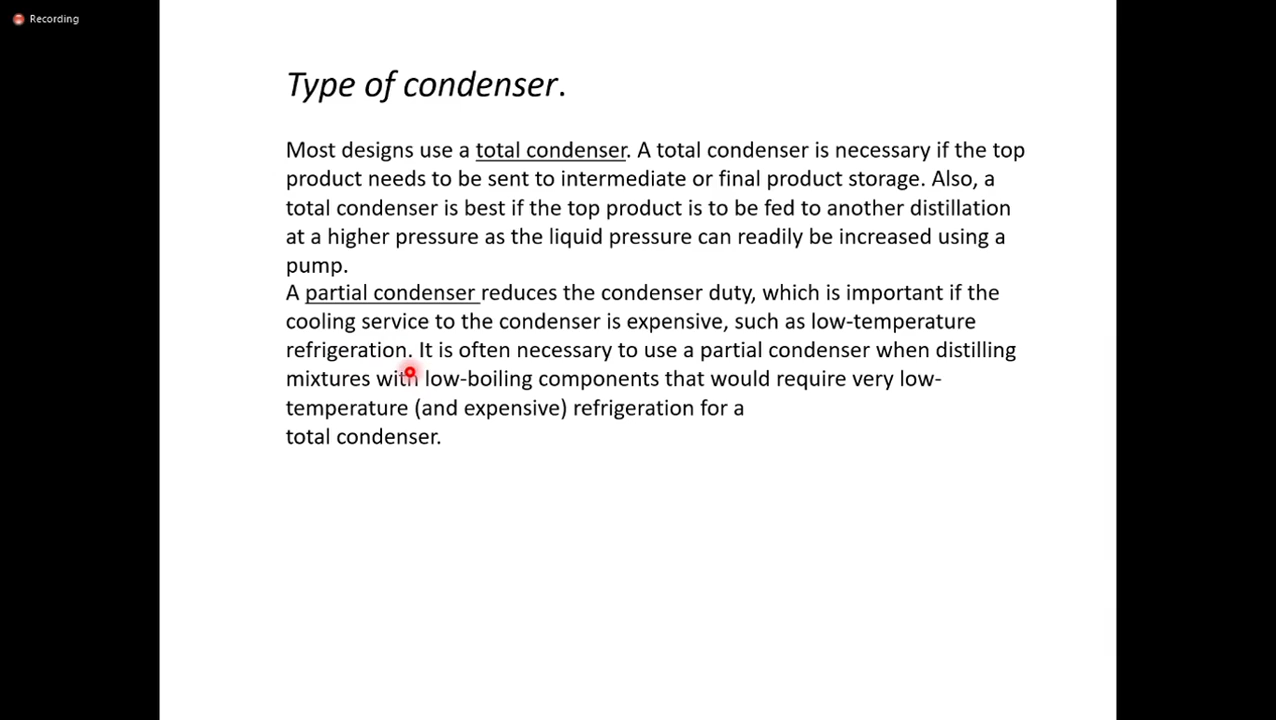 Recording
Type of condenser.
Most designs use a total condenser. A total condenser is necessary if the top
product needs to be sent to intermediate or final product storage. Also, a
total condenser is best if the top product is to be fed to another distillation
at a higher pressure as the liquid pressure can readily be increased using a
pump.
A partial condenser reduces the condenser duty, which is important if the
cooling service to the condenser is expensive, such as low-temperature
refrigeration. It is often necessary to use a partial condenser when distilling
mixtures with low-boiling components that would require very low-
temperature (and expensive) refrigeration for a
total condenser.